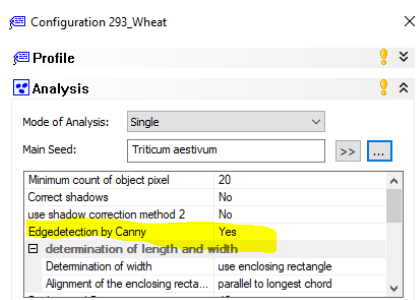 Configuration 293_Wheat
Profile
Analysis
Mode of Analysis: Single
Main Seed: Triticum aestivum >> ...
Minimum count of object pixel 20
Correct shadows No
use shadow correction method 2 No
Edgedetection by Canny Yes
determination of length and width
Determination of width use enclosing rectangle
Alignment of the enclosing recta... parallel to longest chord